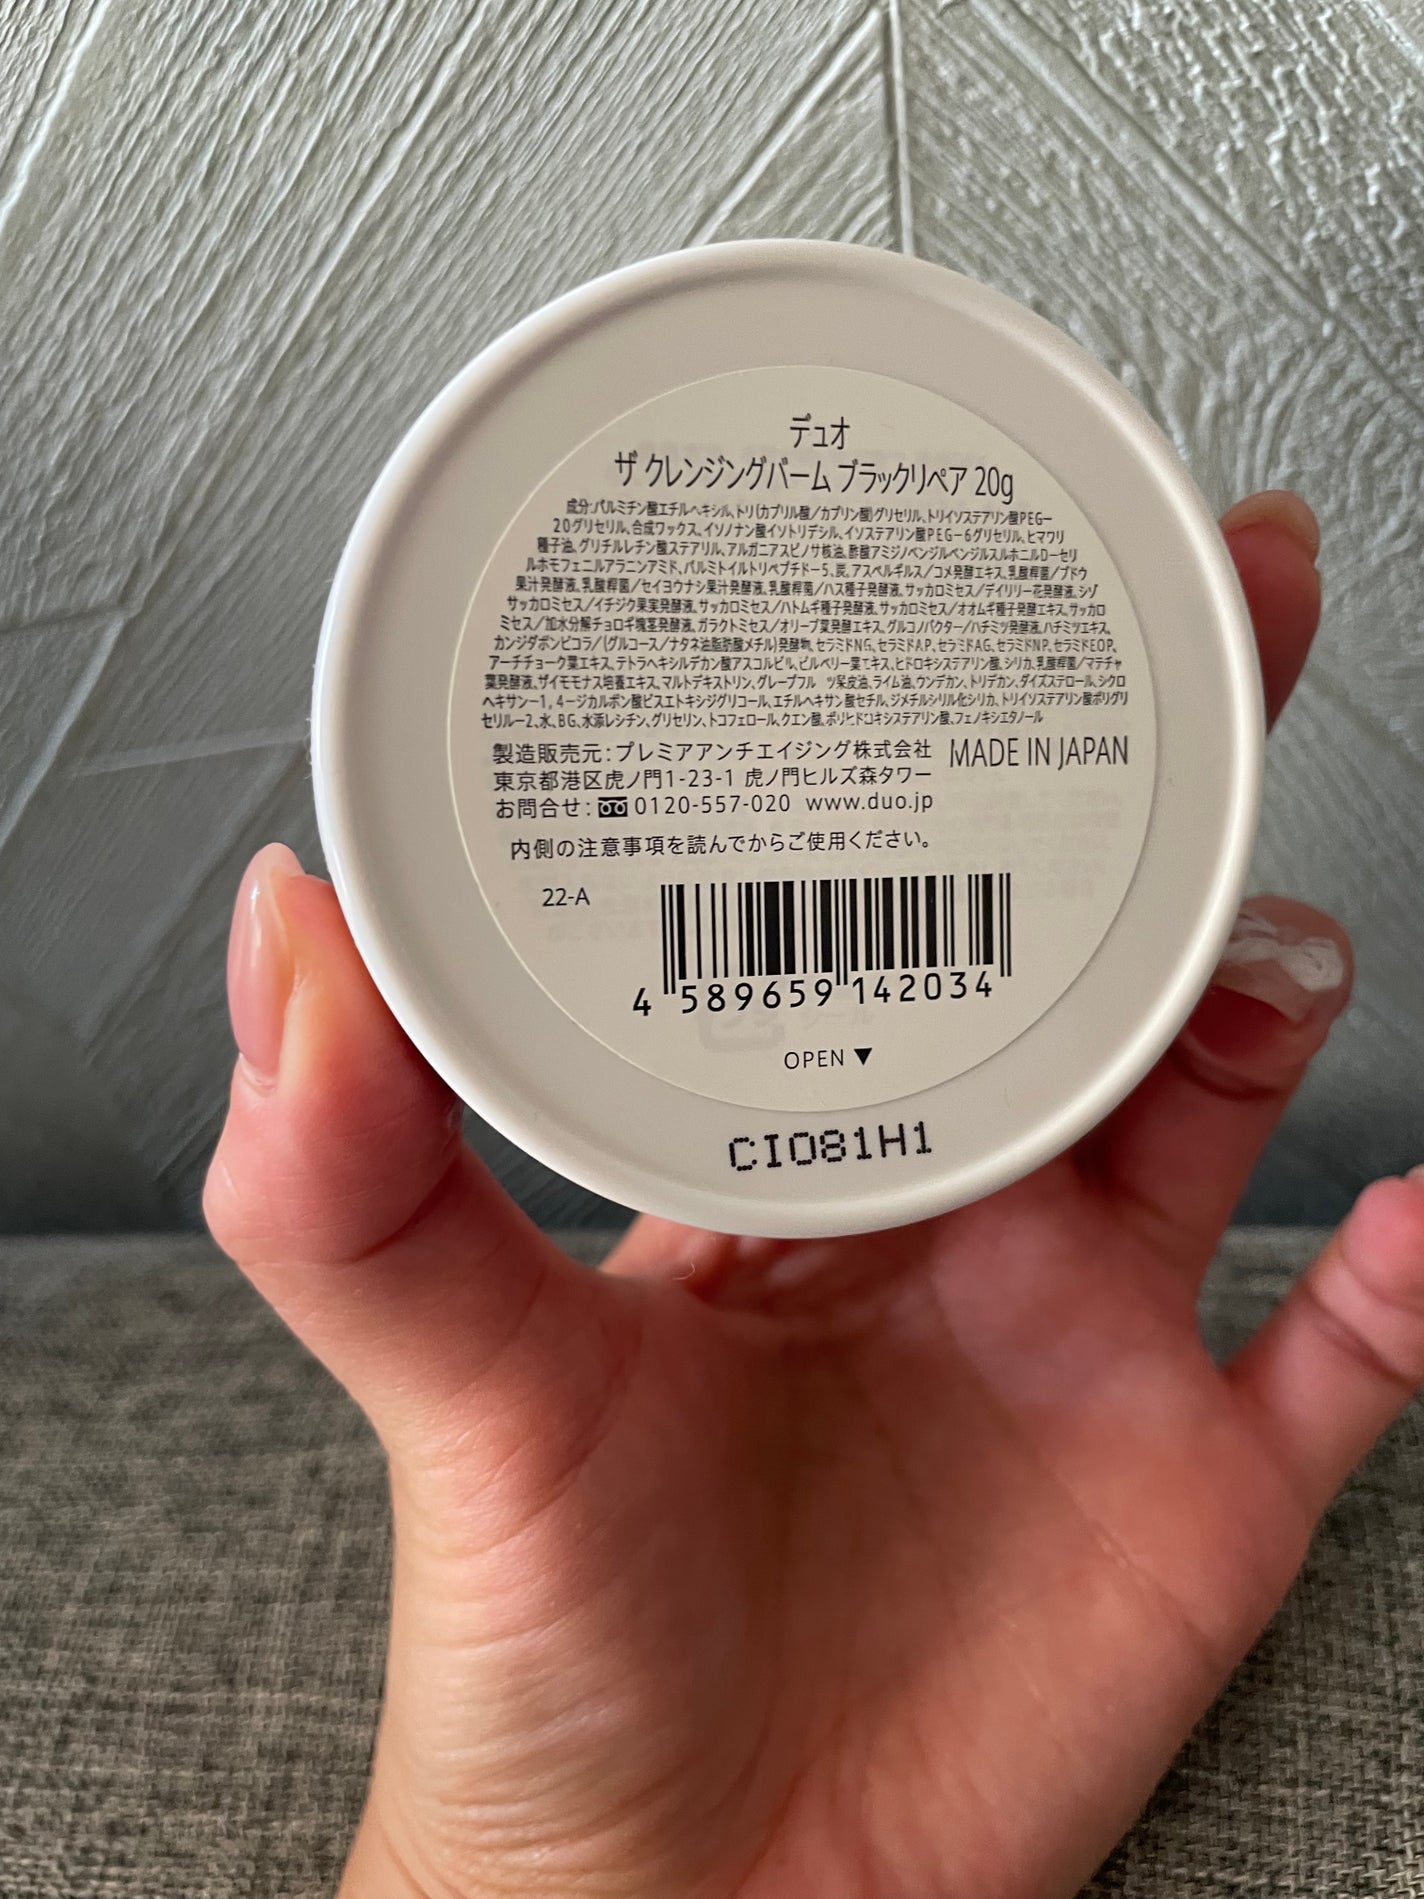 デュオ
ザ クレンジングバーム ブラックリペア 20g
成分:パルミチン酸エチルヘキシル、トリ(カプリル酸/カプリン酸)グリセリル、トリイソステアリン酸PEG-
20グリセリル、合成ワックス、イソノナン酸イソトリデシル、イソステアリン酸PEG-6グリセリル、ヒマワリ
種子油、グリチルレチン酸ステアリル、アルガニアスピノサ核油、酢酸アミジノベンジルベンジルスルホニルD-セリ
ルホモフェニルアラニンアミド、パルミトイルトリペプチド-5、炭、アスペルギルス/コメ発酵エキス、乳酸桿菌/ブドウ
果汁発酵液、乳酸桿菌/セイヨウナシ果汁発酵液、乳酸桿菌/ハス種子発酵液、サッカロミセス/デイリリー花発酵液、シゾ
サッカロミセス/イチジク果実発酵液、サッカロミセス/ハトムギ種子発酵液、サッカロミセス/オオムギ種子発酵エキス、サッカロ
ミセス/加水分解チョロギ塊茎発酵液、ガラクトミセス/オリーブ葉発酵エキス、グルコノバクター/ハチミツ発酵液、ハチミツエキス、
カンジダボンビコラ/(グルコース/ナタネ油脂肪酸メチル)発酵物、セラミドNG、セラミドAP、セラミドAG、セラミドNP、セラミドEOP、
アーチチョーク葉エキス、テトラヘキシルデカン酸アスコルビル、ビルベリー葉エキス、ヒドロキシステアリン酸、シリカ、乳酸桿菌/マテチャ
葉発酵液、ザイモモナス培養エキス、マルトデキストリン、グレープフル ツ果皮油、ライム油、ウンデカン、トリデカン、ダイズステロール、シクロ
ヘキサン-1,4-ジカルボン酸ビスエトキシジグリコール、エチルヘキサン酸セチル、ジメチルシリル化シリカ、トリイソステアリン酸ポリグリ
セリル-2、水、BG、水添レシチン、グリセリン、トコフェロール、クエン酸、ポリヒドロキシステアリン酸、フェノキシエタノール
製造販売元:プレミアアンチエイジング株式会社 MADE IN JAPAN
東京都港区虎ノ門1-23-1 虎ノ門ヒルズ森タワー
お問合せ: 0120-557-020 www.duo.jp
内側の注意事項を読んでからご使用ください。
22-A
4 589659 142034
OPEN ▼
CI081H1